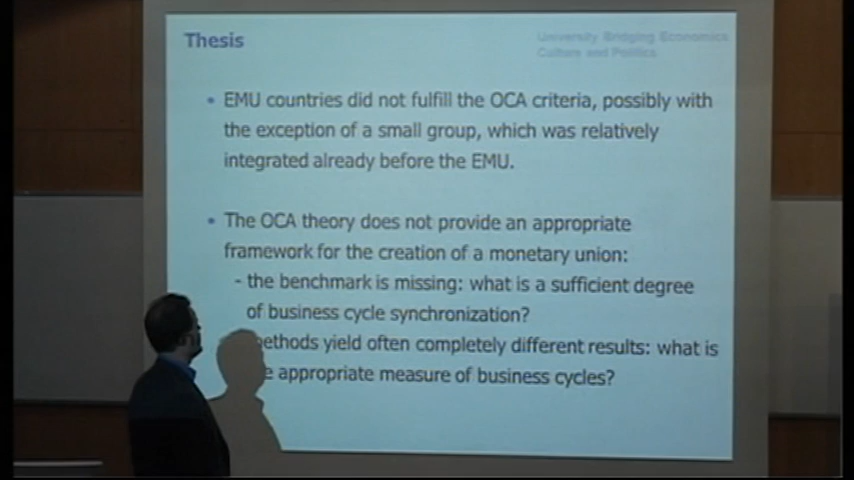 Thesis
University Bridging Economics
Culture and Politics
• EMU countries did not fulfill the OCA criteria, possibly with
the exception of a small group, which was relatively
integrated already before the EMU.
• The OCA theory does not provide an appropriate
framework for the creation of a monetary union:
- the benchmark is missing: what is a sufficient degree
of business cycle synchronization?
ethods yield often completely different results: what is
e appropriate measure of business cycles?